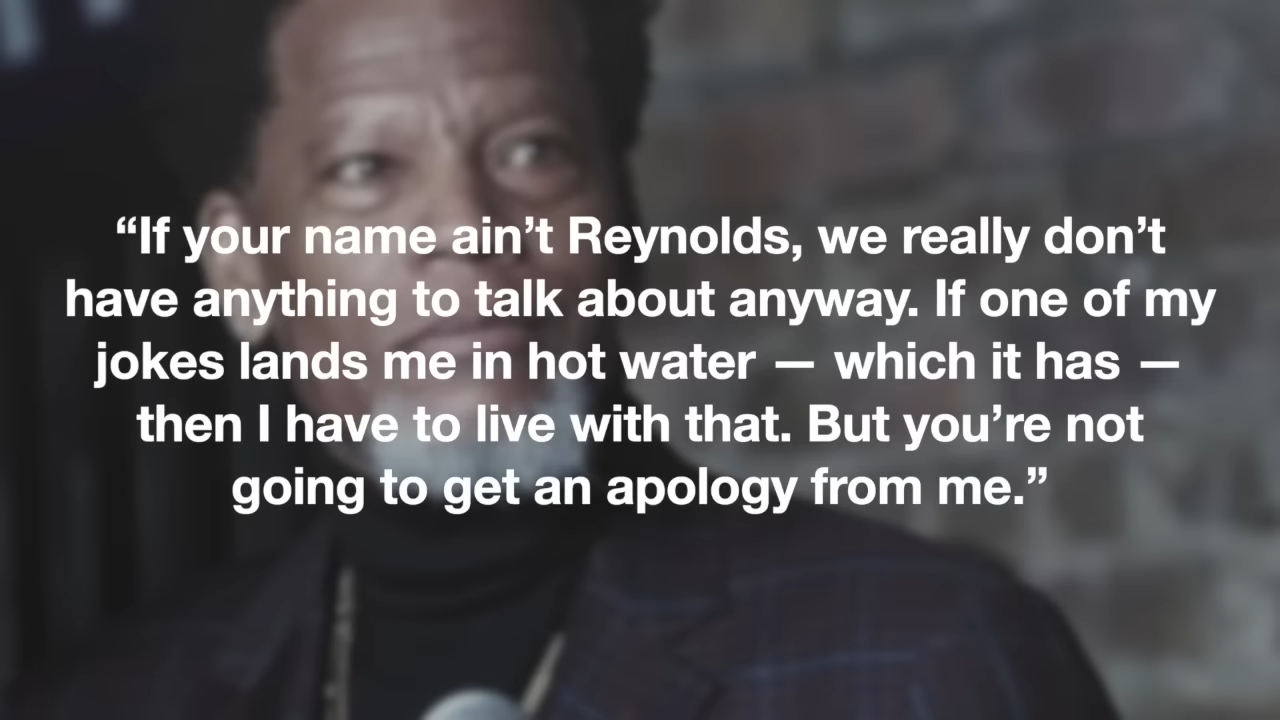 “If your name ain’t Reynolds, we really don’t
have anything to talk about anyway. If one of my
jokes lands me in hot water — which it has —
then I have to live with that. But you’re not
going to get an apology from me.”